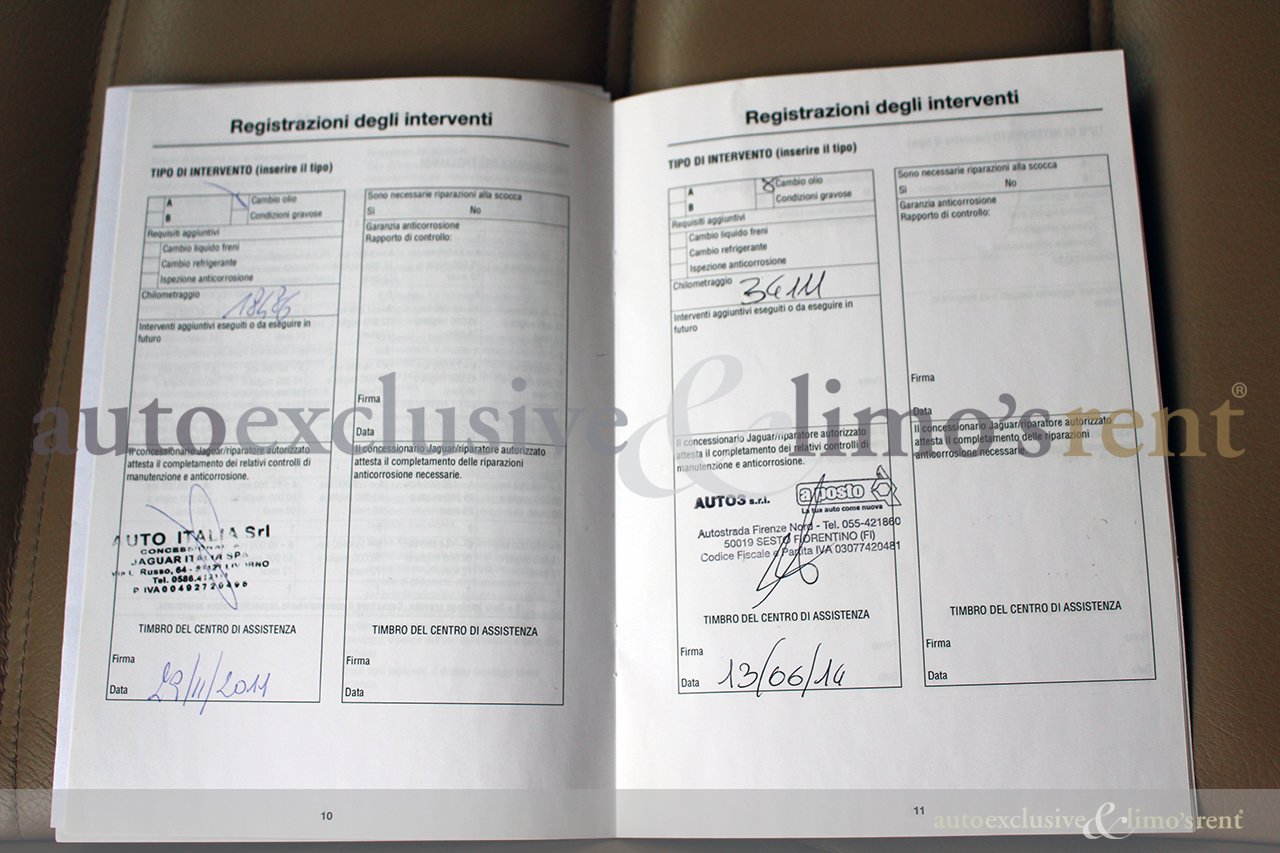 Registrazioni degli interventi
TIPO DI INTERVENTO (inserire il tipo)
A
B
Cambio olio
Condizioni gravose
Requisiti aggiuntivi
Cambio liquido freni
Cambio refrigerante
Ispezione anticorrosione
Chilometraggio
18486
Interventi aggiuntivi eseguiti o da eseguire in
futuro
Il concessionario Jaguar/riparatore autorizzato
attesta il completamento dei relativi controlli di
manutenzione e anticorrosione.
AUTO ITALIA Srl
JAGUAR ITALIA SPA
Russo, 64 -
Tel. 0586.
P IVA00492720496
TIMBRO DEL CENTRO DI ASSISTENZA
Firma
Data 29/11/2011
Sono necessarie riparazioni alla scocca
Sì No
Garanzia anticorrosione
Rapporto di controllo:
Firma
Data
Il concessionario Jaguar/riparatore autorizzato
attesta il completamento delle riparazioni
anticorrosione necessarie.
TIMBRO DEL CENTRO DI ASSISTENZA
Firma
Data
10
Registrazioni degli interventi
TIPO DI INTERVENTO (inserire il tipo)
A
B
Cambio olio
Condizioni gravose
Requisiti aggiuntivi
Cambio liquido freni
Cambio refrigerante
Ispezione anticorrosione
Chilometraggio 34111
Interventi aggiuntivi eseguiti o da eseguire in
futuro
Il concessionario Jaguar/riparatore autorizzato
attesta il completamento dei relativi controlli di
manutenzione e anticorrosione.
AUTOS s.r.l. a posto
La tua auto come nuova
Autostrada Firenze Nord - Tel. 055-421860
50019 SESTO FIORENTINO (FI)
Codice Fiscale e Partita IVA 03077420481
TIMBRO DEL CENTRO DI ASSISTENZA
Firma
Data 13/06/14
Sono necessarie riparazioni alla scocca
Sì No
Garanzia anticorrosione
Rapporto di controllo:
Firma
Data
Il concessionario Jaguar/riparatore autorizzato
attesta il completamento delle riparazioni
anticorrosione necessarie.
TIMBRO DEL CENTRO DI ASSISTENZA
Firma
Data
11
autoexclusive&limo'srent®
autoexclusive&limo'srent